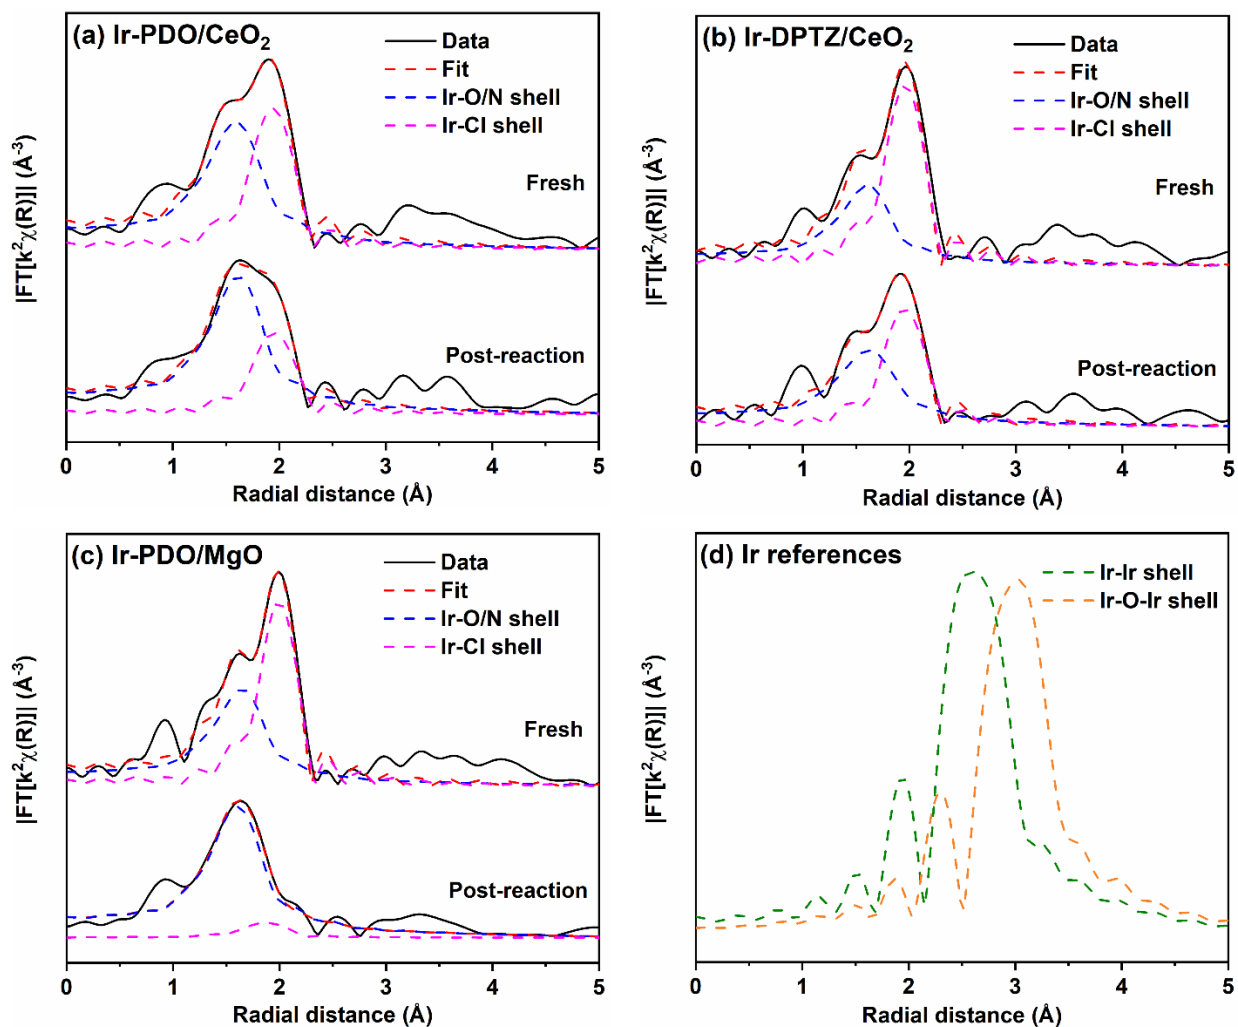 (a) Ir-PDO/CeO₂
Data
Fit
Ir-O/N shell
Ir-Cl shell
Fresh
Post-reaction
|FT[k²χ(R)]| (Å⁻³)
0 1 2 3 4 5
Radial distance (Å)
(b) Ir-DPTZ/CeO₂
Data
Fit
Ir-O/N shell
Ir-Cl shell
Fresh
Post-reaction
|FT[k²χ(R)]| (Å⁻³)
0 1 2 3 4 5
Radial distance (Å)
(c) Ir-PDO/MgO
Data
Fit
Ir-O/N shell
Ir-Cl shell
Fresh
Post-reaction
|FT[k²χ(R)]| (Å⁻³)
0 1 2 3 4 5
Radial distance (Å)
(d) Ir references
Ir-Ir shell
Ir-O-Ir shell
|FT[k²χ(R)]| (Å⁻³)
0 1 2 3 4 5
Radial distance (Å)